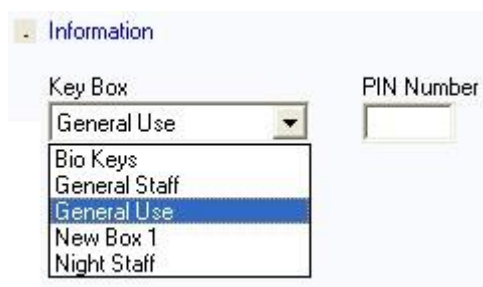 Information
Key Box
PIN Number
General Use
Bio Keys
General Staff
General Use
New Box 1
Night Staff